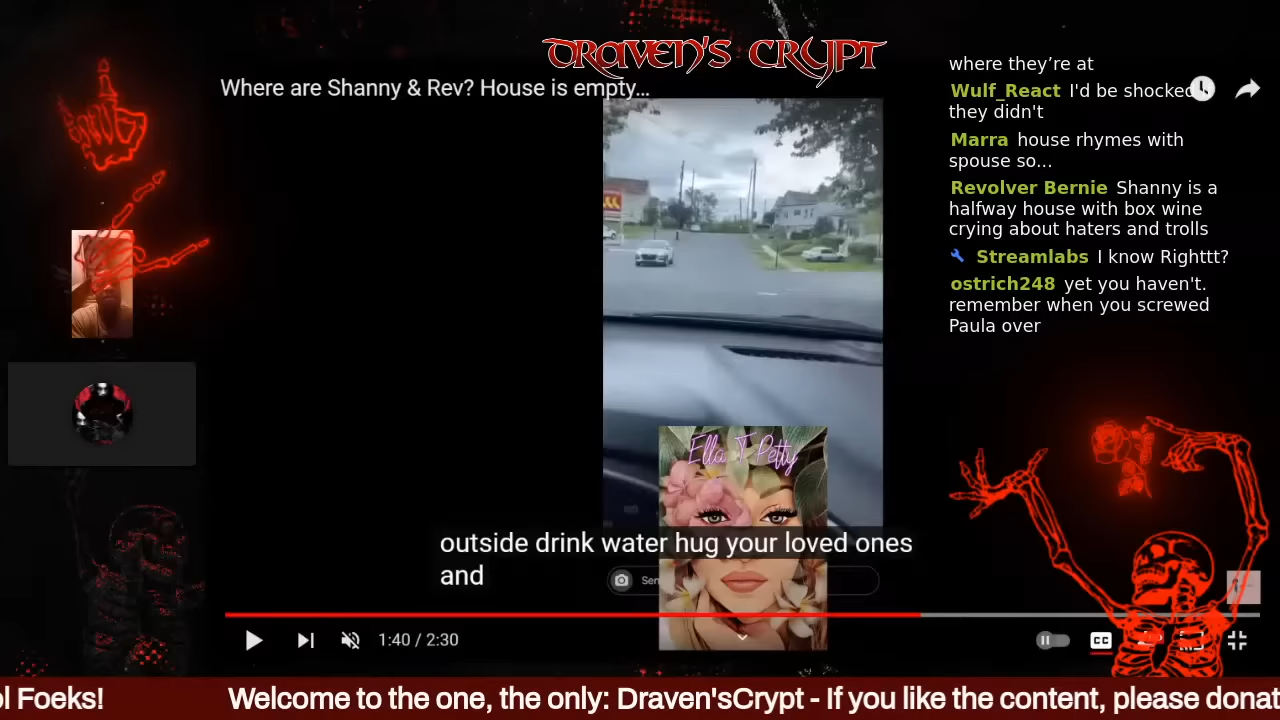 DRAVEN'S CRYPT
Where are Shanny & Rev? House is empty...
where they're at
Wulf_React I'd be shocked
they didn't
Marra house rhymes with
spouse so...
Revolver Bernie Shanny is a
halfway house with box wine
crying about haters and trolls
Streamlabs I know Righttt?
ostrich248 yet you haven't.
remember when you screwed
Paula over
Ella T Petty
outside drink water hug your loved ones
and
Sen
1:40 / 2:30
CC
ol Foeks!
Welcome to the one, the only: Draven'sCrypt - If you like the content, please donat